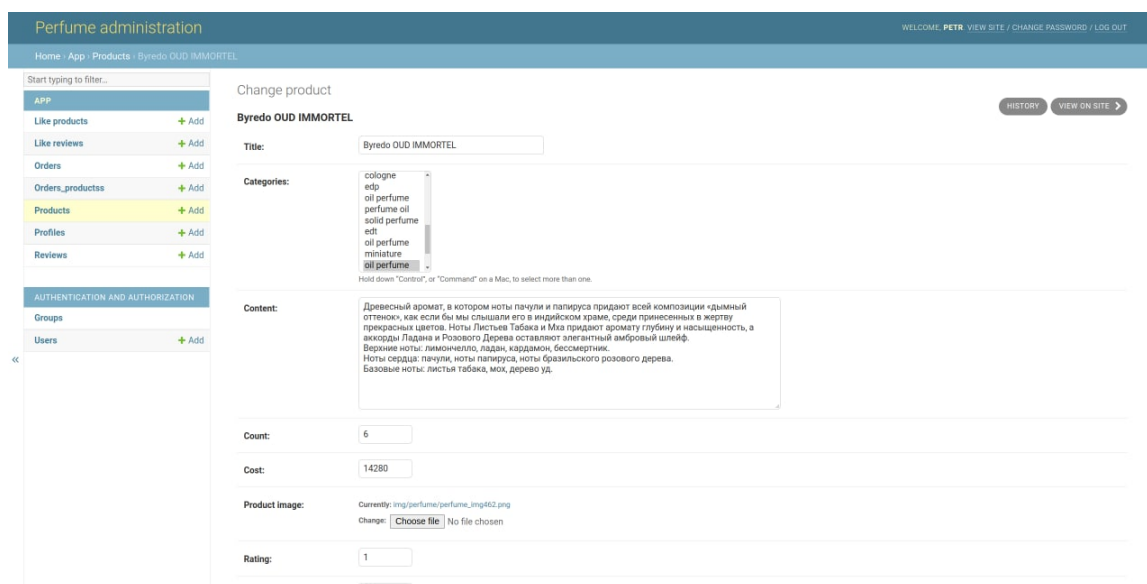 Perfume administration
WELCOME, PETR. VIEW SITE / CHANGE PASSWORD / LOG OUT
Home › App › Products › Byredo OUD IMMORTEL
Start typing to filter...
APP
Like products + Add
Like reviews + Add
Orders + Add
Orders_productss + Add
Products + Add
Profiles + Add
Reviews + Add
AUTHENTICATION AND AUTHORIZATION
Groups
Users + Add
«
Change product
HISTORY VIEW ON SITE
Byredo OUD IMMORTEL
Title: Byredo OUD IMMORTEL
Categories:
cologne
edp
oil perfume
perfume oil
solid perfume
edt
oil perfume
miniature
oil perfume
Hold down "Control", or "Command" on a Mac, to select more than one.
Content:
Древесный аромат, в котором ноты пачули и папируса придают всей композиции «дымный
оттенок», как если бы мы слышали его в индийском храме, среди принесенных в жертву
прекрасных цветов. Ноты Листьев Табака и Мха придают аромату глубину и насыщенность, а
аккорды Ладана и Розового Дерева оставляют элегантный амбровый шлейф.
Верхние ноты: лимончелло, ладан, кардамон, бессмертник.
Ноты сердца: пачули, ноты папируса, ноты бразильского розового дерева.
Базовые ноты: листья табака, мох, дерево уд.
Count: 6
Cost: 14280
Product image: Currently: img/perfume/perfume_img462.png
Change: Choose file No file chosen
Rating: 1